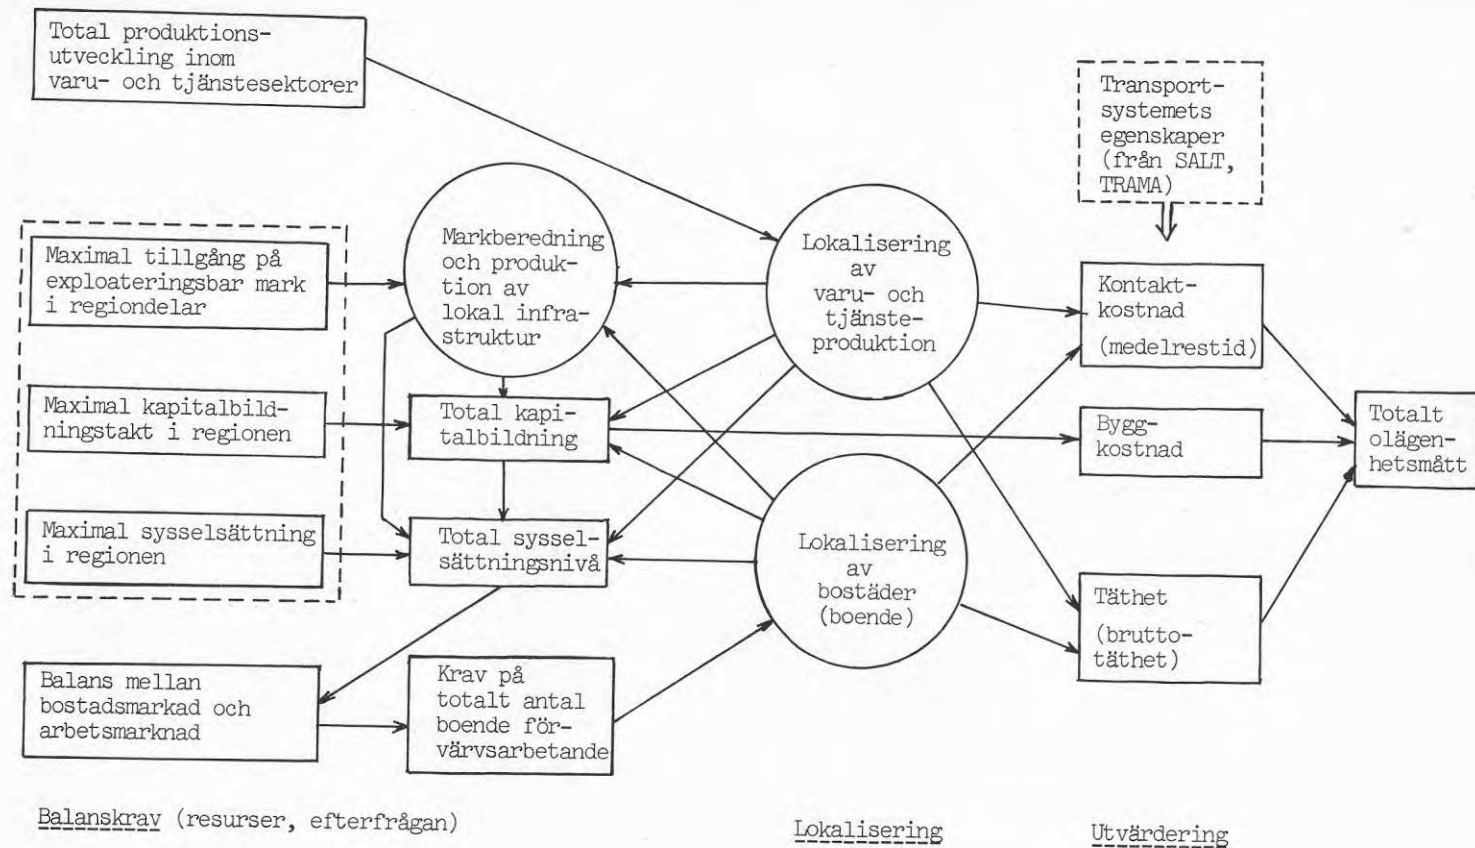 Total produktions-
utveckling inom
varu- och tjänstesektorer
Transport-
systemets
egenskaper
(från SALT,
TRAMA)
Maximal tillgång på
exploateringsbar mark
i regiondelar
Markberedning
och produk-
tion av
lokal infra-
struktur
Lokalisering
av
varu- och
tjänste-
produktion
Kontakt-
kostnad
(medelrestid)
Maximal kapitalbild-
ningstakt i regionen
Total kapi-
talbildning
Bygg-
kostnad
Totalt
olägen-
hetsmått
Maximal sysselsättning
i regionen
Total syssel-
sättningsnivå
Lokalisering
av
bostäder
(boende)
Täthet
(brutto-
täthet)
Balans mellan
bostadsmarkad och
arbetsmarknad
Krav på
totalt antal
boende för-
värvsarbetande
Balanskrav (resurser, efterfrågan)
Lokalisering
Utvärdering